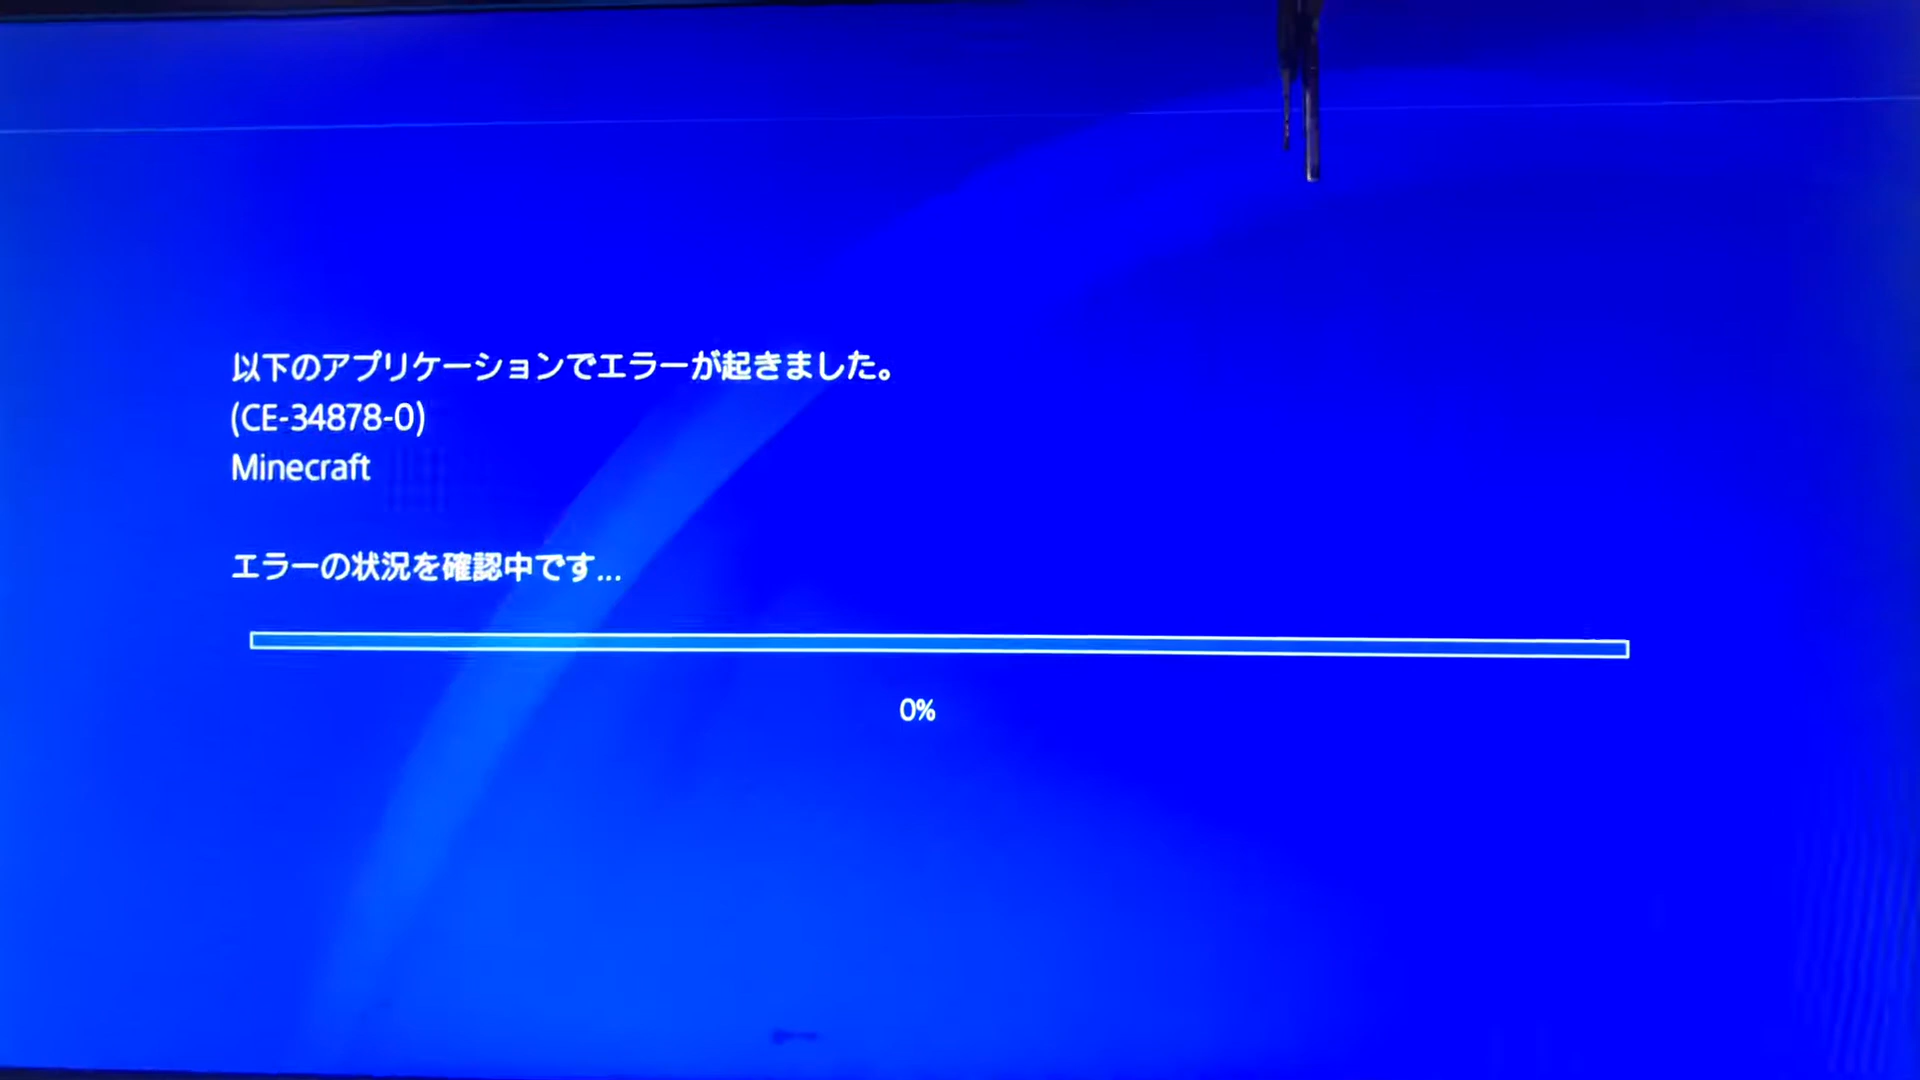 以下のアプリケーションでエラーが起きました。
(CE-34878-0)
Minecraft
エラーの状況を確認中です...
0%